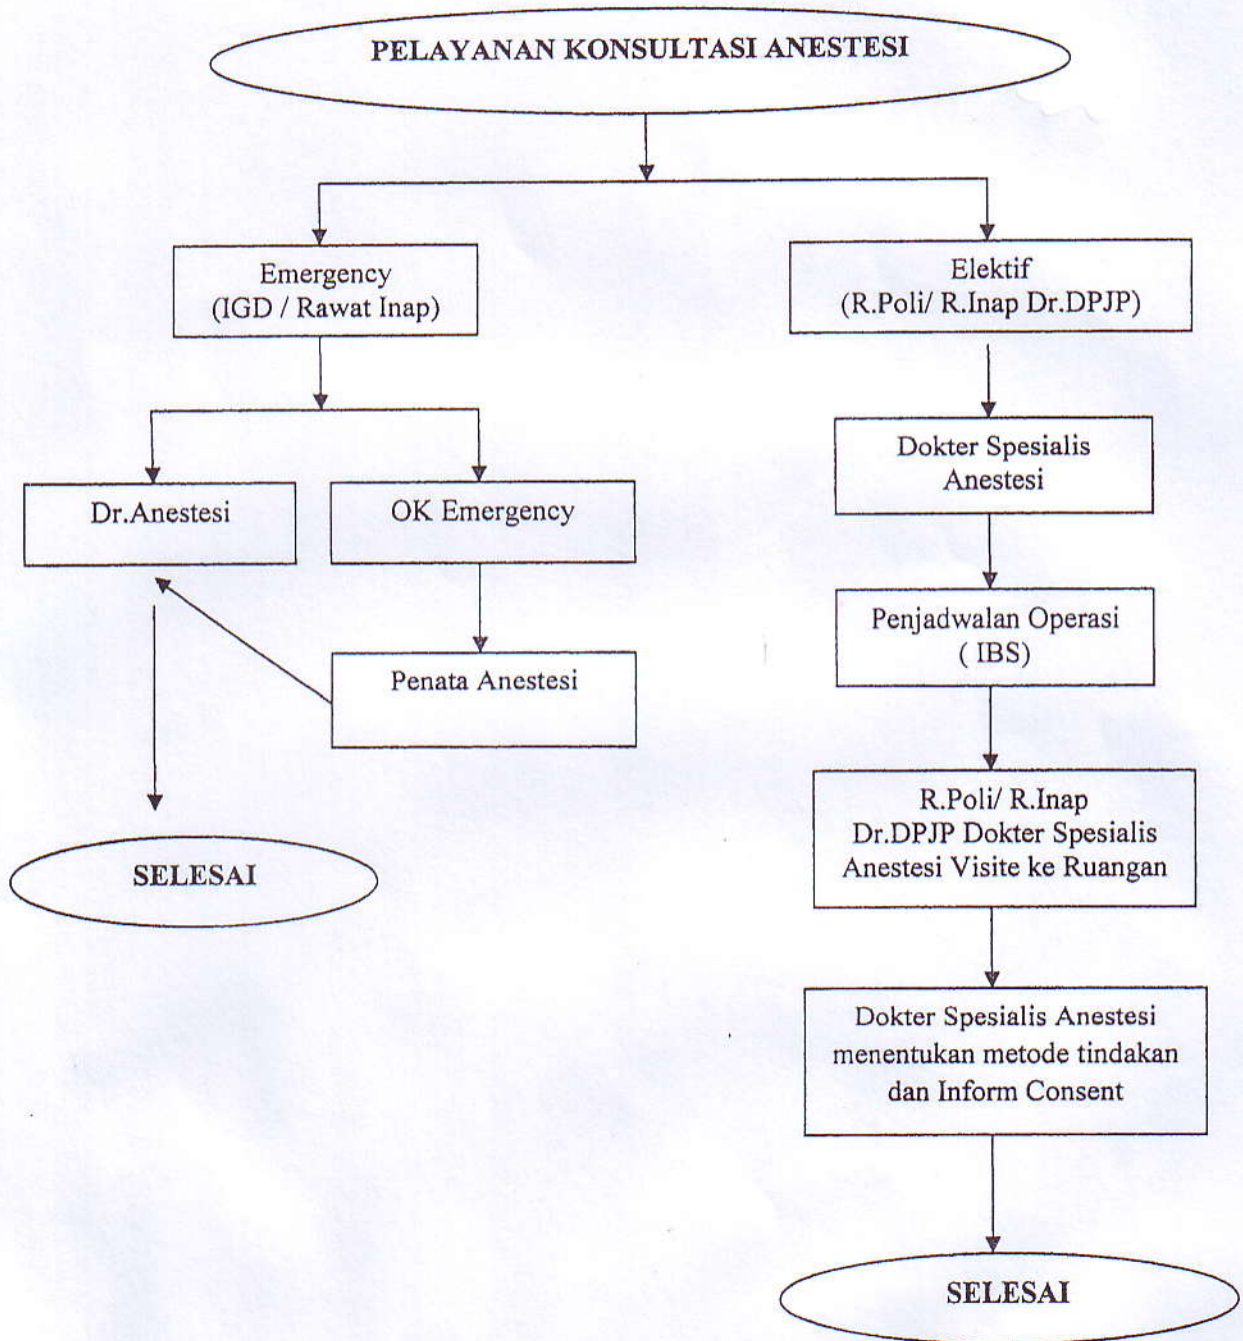 PELAYANAN KONSULTASI ANESTESI
Emergency
(IGD / Rawat Inap)
Elektif
(R.Poli/ R.Inap Dr.DPJP)
Dr.Anestesi
OK Emergency
Dokter Spesialis
Anestesi
Penata Anestesi
Penjadwalan Operasi
( IBS)
R.Poli/ R.Inap
Dr.DPJP Dokter Spesialis
Anestesi Visite ke Ruangan
SELESAI
Dokter Spesialis Anestesi
menentukan metode tindakan
dan Inform Consent
SELESAI